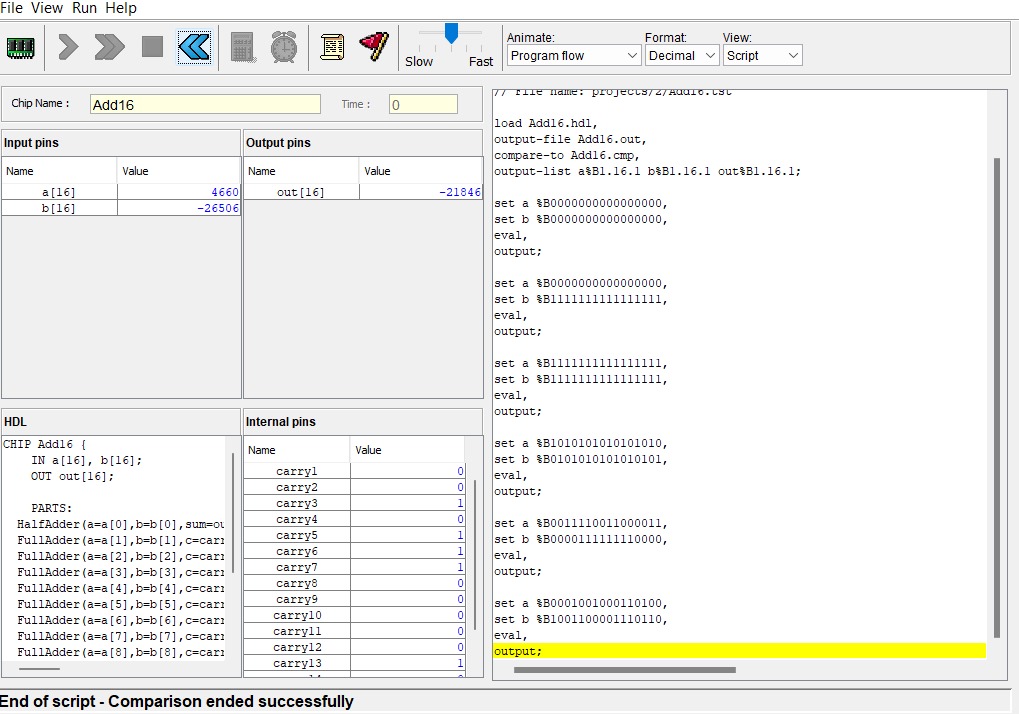 File View Run Help
Slow Fast
Animate:
Program flow
Format:
Decimal
View:
Script
Chip Name :
Add16
Time :
0
Input pins
Name Value
a[16] 4660
b[16] -26506
Output pins
Name Value
out[16] -21846
HDL
CHIP Add16 {
IN a[16], b[16];
OUT out[16];
PARTS:
HalfAdder(a=a[0],b=b[0],sum=ou
FullAdder(a=a[1],b=b[1],c=carr
FullAdder(a=a[2],b=b[2],c=carr
FullAdder(a=a[3],b=b[3],c=carr
FullAdder(a=a[4],b=b[4],c=carr
FullAdder(a=a[5],b=b[5],c=carr
FullAdder(a=a[6],b=b[6],c=carr
FullAdder(a=a[7],b=b[7],c=carr
FullAdder(a=a[8],b=b[8],c=carr
Internal pins
Name Value
carry1 0
carry2 0
carry3 1
carry4 0
carry5 1
carry6 1
carry7 1
carry8 0
carry9 0
carry10 0
carry11 0
carry12 0
carry13 1
// File name: projects/2/Add16.tst
load Add16.hdl,
output-file Add16.out,
compare-to Add16.cmp,
output-list a%B1.16.1 b%B1.16.1 out%B1.16.1;
set a %B0000000000000000,
set b %B0000000000000000,
eval,
output;
set a %B0000000000000000,
set b %B1111111111111111,
eval,
output;
set a %B1111111111111111,
set b %B1111111111111111,
eval,
output;
set a %B1010101010101010,
set b %B0101010101010101,
eval,
output;
set a %B0011110011000011,
set b %B0000111111110000,
eval,
output;
set a %B0001001000110100,
set b %B1001100001110110,
eval,
output;
End of script - Comparison ended successfully